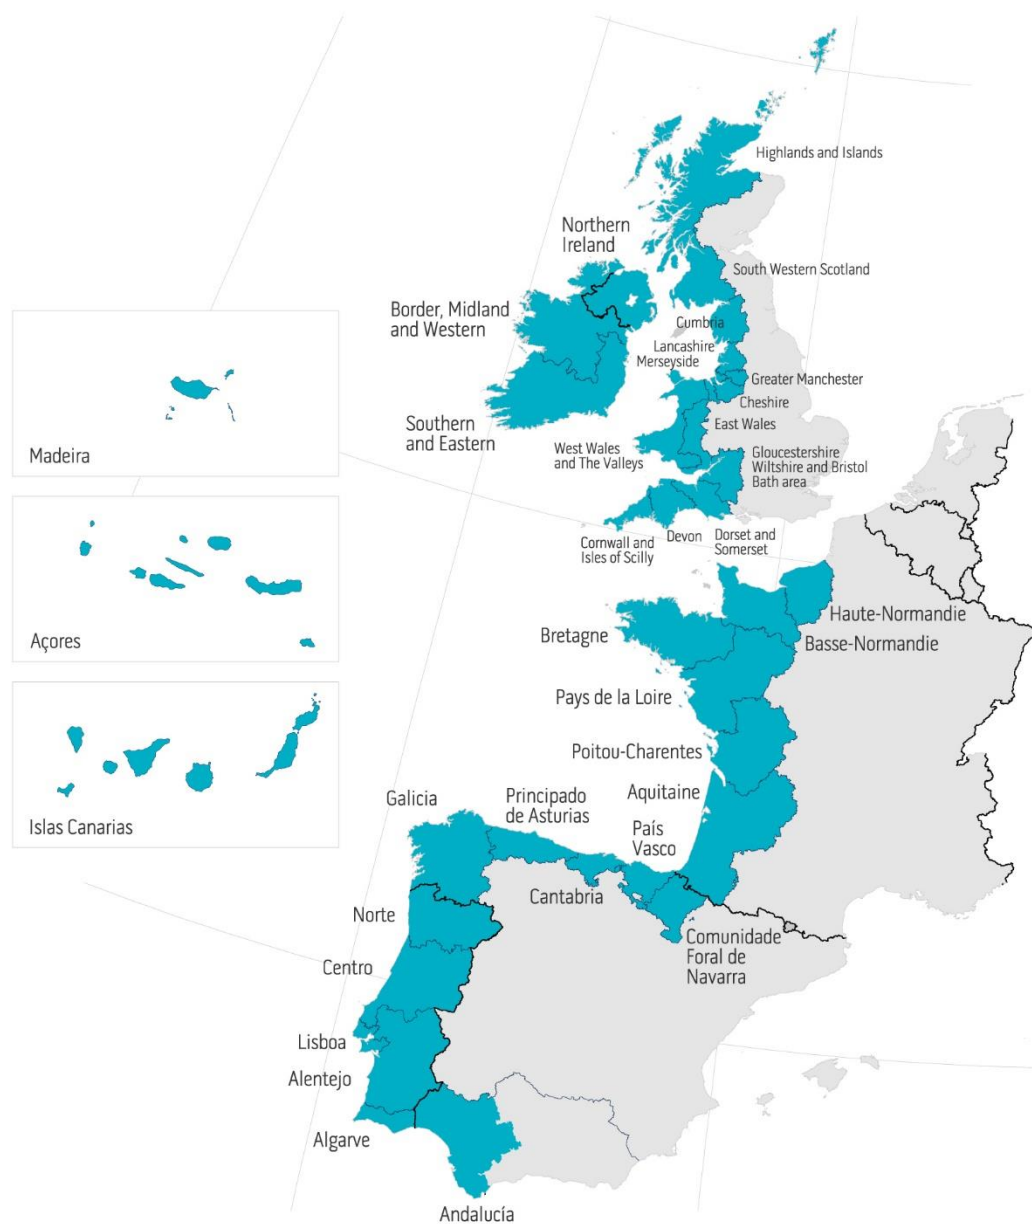 Highlands and Islands
Northern
Ireland
South Western Scotland
Border, Midland
and Western
Cumbria
Lancashire
Merseyside
Greater Manchester
Cheshire
East Wales
Southern
and Eastern
West Wales
and The Valleys
Gloucestershire
Wiltshire and Bristol
Bath area
Cornwall and
Isles of Scilly
Devon
Dorset and
Somerset
Madeira
Açores
Islas Canarias
Haute-Normandie
Bretagne
Basse-Normandie
Pays de la Loire
Poitou-Charentes
Aquitaine
Galicia
Principado
de Asturias
País
Vasco
Cantabria
Norte
Comunidade
Foral de
Navarra
Centro
Lisboa
Alentejo
Algarve
Andalucía